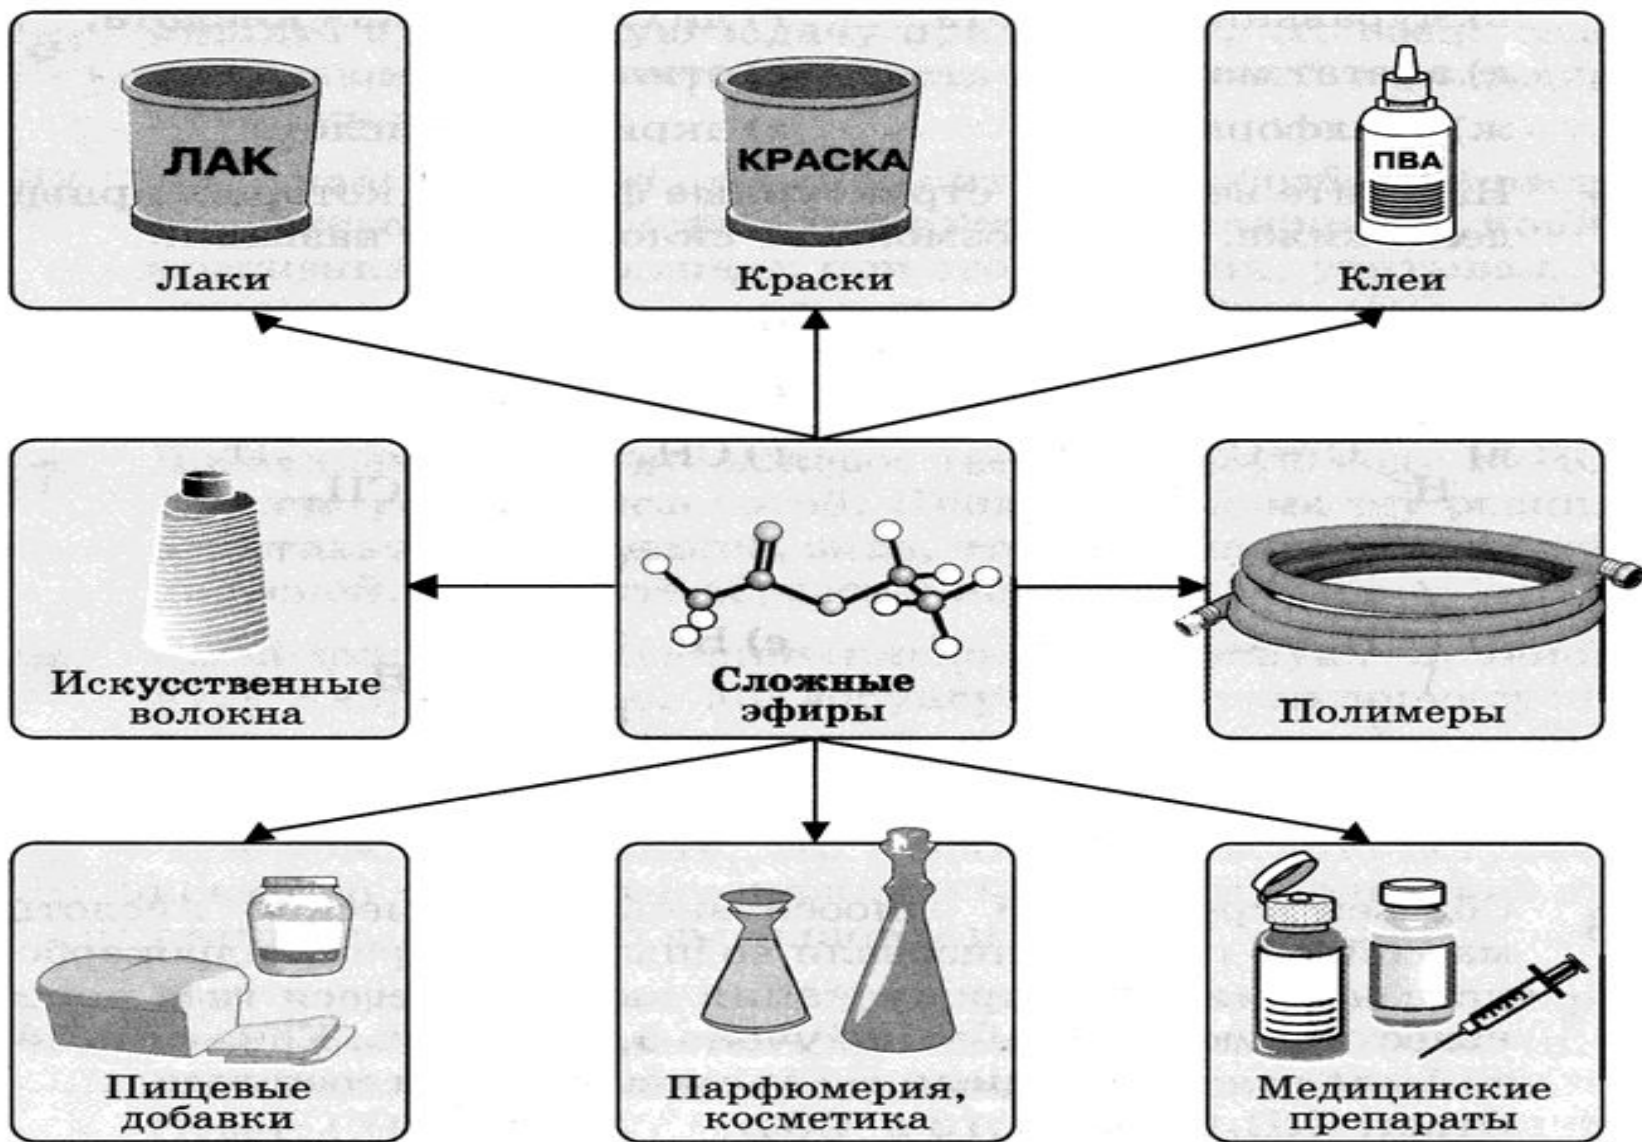 ЛАК
Лаки
КРАСКА
Краски
ПВА
Клеи
Искусственные
волокна
Сложные
эфиры
Полимеры
Пищевые
добавки
Парфюмерия,
косметика
Медицинские
препараты